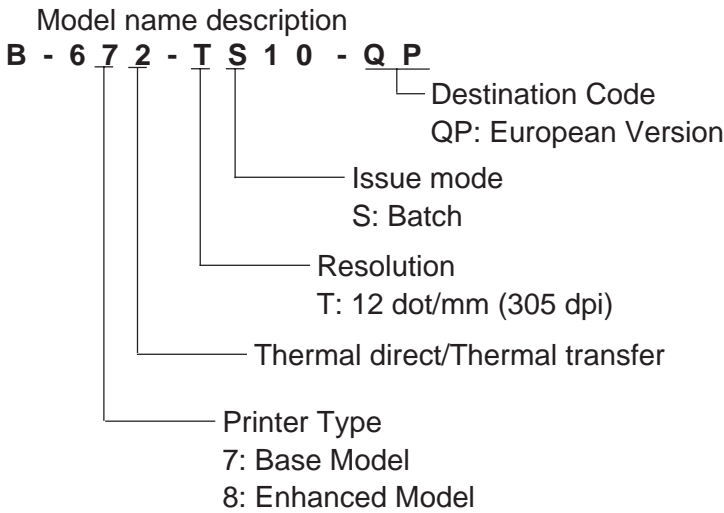 Model name description
B - 6 7 2 - T S 1 0 - Q P
Destination Code
QP: European Version
Issue mode
S: Batch
Resolution
T: 12 dot/mm (305 dpi)
Thermal direct/Thermal transfer
Printer Type
7: Base Model
8: Enhanced Model